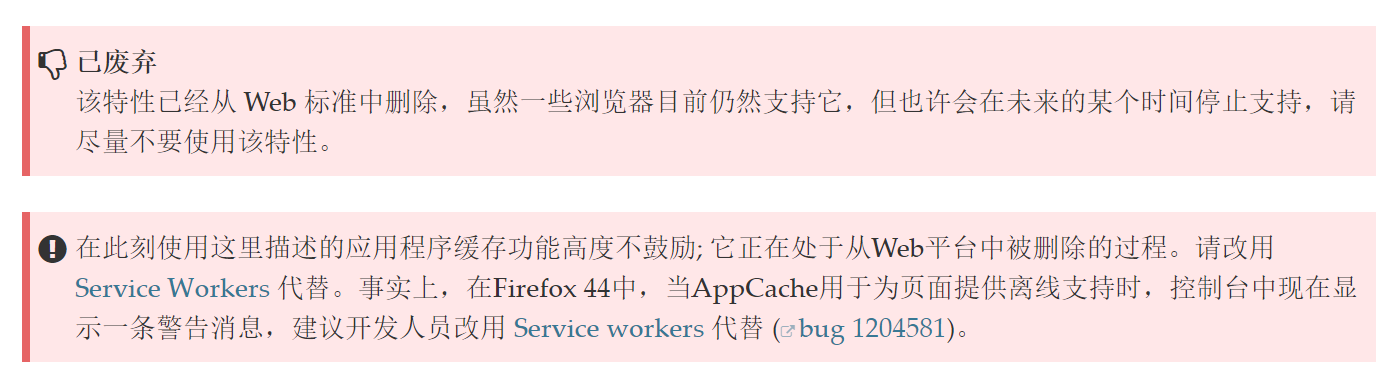 已废弃
该特性已经从 Web 标准中删除，虽然一些浏览器目前仍然支持它，但也许会在未来的某个时间停止支持，请
尽量不要使用该特性。
在此刻使用这里描述的应用程序缓存功能高度不鼓励; 它正在处于从Web平台中被删除的过程。请改用
Service Workers 代替。事实上，在Firefox 44中，当AppCache用于为页面提供离线支持时，控制台中现在显
示一条警告消息，建议开发人员改用 Service workers 代替 (bug 1204581)。